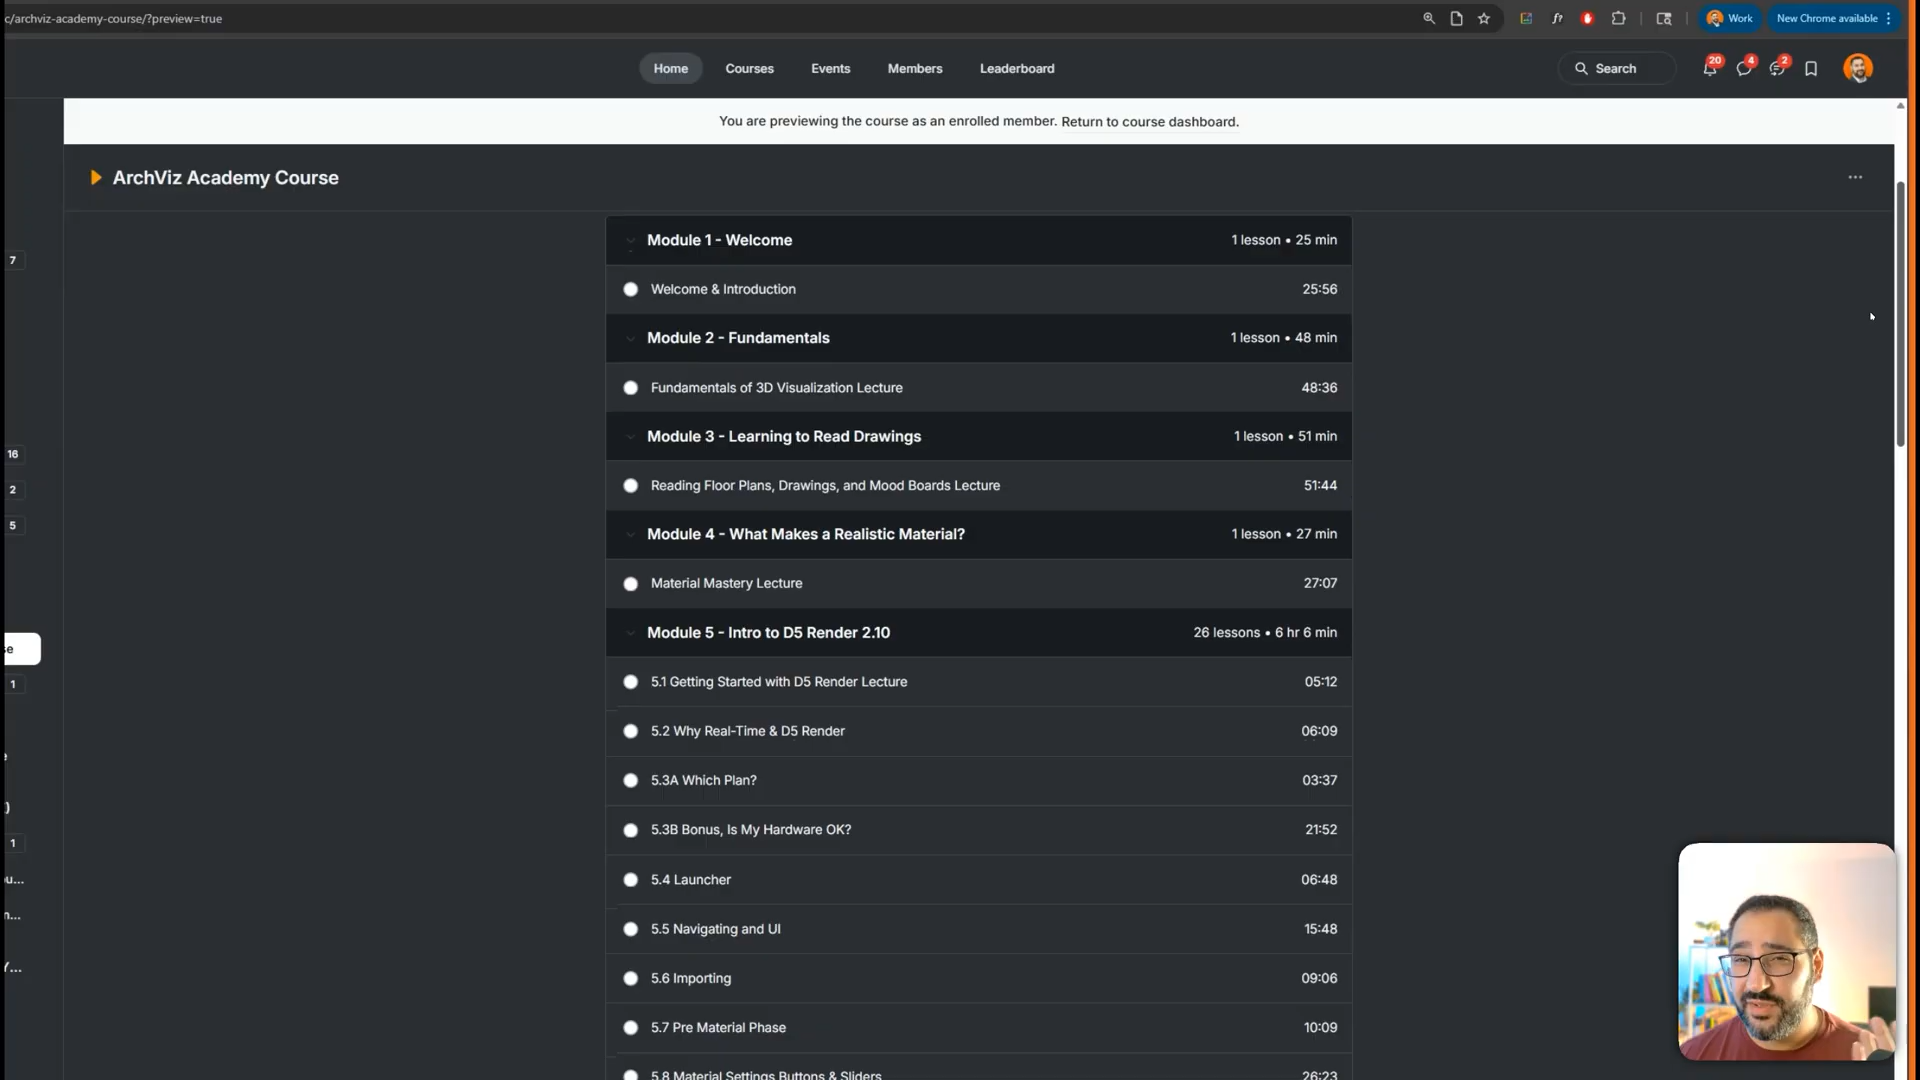 c/archviz-academy-course/?preview=true
Work
New Chrome available
Home
Courses
Events
Members
Leaderboard
Search
20
4
2
You are previewing the course as an enrolled member. Return to course dashboard.
ArchViz Academy Course
Module 1 - Welcome
1 lesson • 25 min
Welcome & Introduction
25:56
7
Module 2 - Fundamentals
1 lesson • 48 min
Fundamentals of 3D Visualization Lecture
48:36
Module 3 - Learning to Read Drawings
1 lesson • 51 min
16
Reading Floor Plans, Drawings, and Mood Boards Lecture
51:44
2
Module 4 - What Makes a Realistic Material?
1 lesson • 27 min
5
Material Mastery Lecture
27:07
Module 5 - Intro to D5 Render 2.10
26 lessons • 6 hr 6 min
se
5.1 Getting Started with D5 Render Lecture
05:12
1
5.2 Why Real-Time & D5 Render
06:09
e
5.3A Which Plan?
03:37
)
5.3B Bonus, Is My Hardware OK?
21:52
1
5.4 Launcher
06:48
ou...
5.5 Navigating and UI
15:48
n...
5.6 Importing
09:06
Y...
5.7 Pre Material Phase
10:09
5.8 Material Settings Buttons & Sliders
26:23